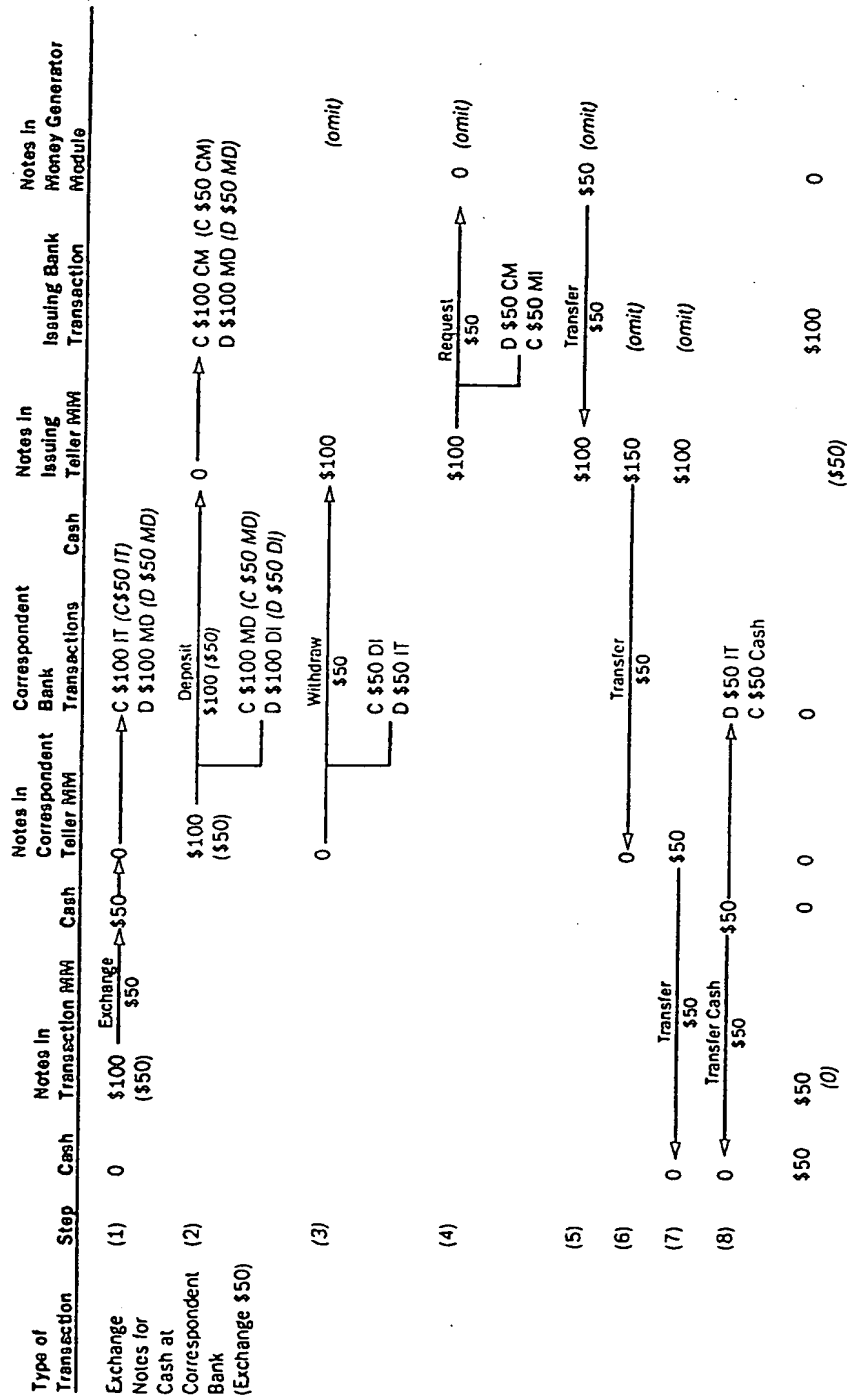 Type of Transaction
Step
Cash
Notes In Transaction MM
Cash
Notes In Correspondent Teller MM
Correspondent Bank Transactions
Cash
Notes In Issuing Teller MM
Issuing Bank Transaction
Notes In Money Generator Module
Exchange
Notes for
Cash at
Correspondent
Bank
(Exchange $50)
(1)
0
$100
($50)
Exchange
$50
$50
0
C $100 IT (C $50 IT)
D $100 MD (D $50 MD)
(2)
$100
($50)
Deposit
$100 ($50)
C $100 MD (C $50 MD)
D $100 DI (D $50 DI)
0
C $100 CM (C $50 CM)
D $100 MD (D $50 MD)
(3)
0
Withdraw
$50
C $50 DI
D $50 IT
$100
(omit)
(4)
$100
Request
$50
D $50 CM
C $50 MI
0 (omit)
(5)
$100
Transfer
$50
$50 (omit)
(6)
0
Transfer
$50
$150
(omit)
(7)
0
Transfer
$50
$50
$100
(omit)
(8)
0
Transfer Cash
$50
$50
D $50 IT
C $50 Cash
$50
$50
(0)
0
0
0
($50)
$100
0